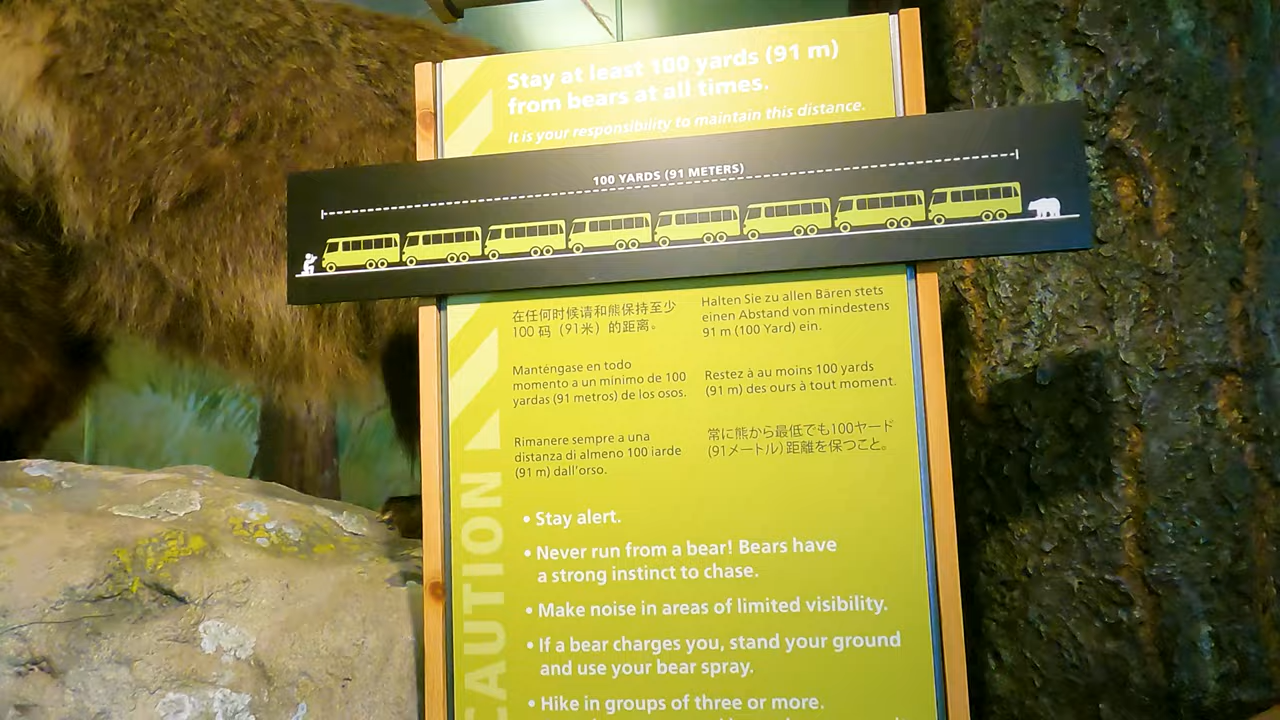 Stay at least 100 yards (91 m)
from bears at all times.
It is your responsibility to maintain this distance.
100 YARDS (91 METERS)
在任何时候请和熊保持至少
100 码（91米）的距离。
Manténgase en todo
momento a un mínimo de 100
yardas (91 metros) de los osos.
Rimanere sempre a una
distanza di almeno 100 iarde
(91 m) dall'orso.
Halten Sie zu allen Bären stets
einen Abstand von mindestens
91 m (100 Yard) ein.
Restez à au moins 100 yards
(91 m) des ours à tout moment.
常に熊から最低でも100ヤード
(91メートル) 距離を保つこと。
CAUTION
• Stay alert.
• Never run from a bear! Bears have
a strong instinct to chase.
• Make noise in areas of limited visibility.
• If a bear charges you, stand your ground
and use your bear spray.
• Hike in groups of three or more.